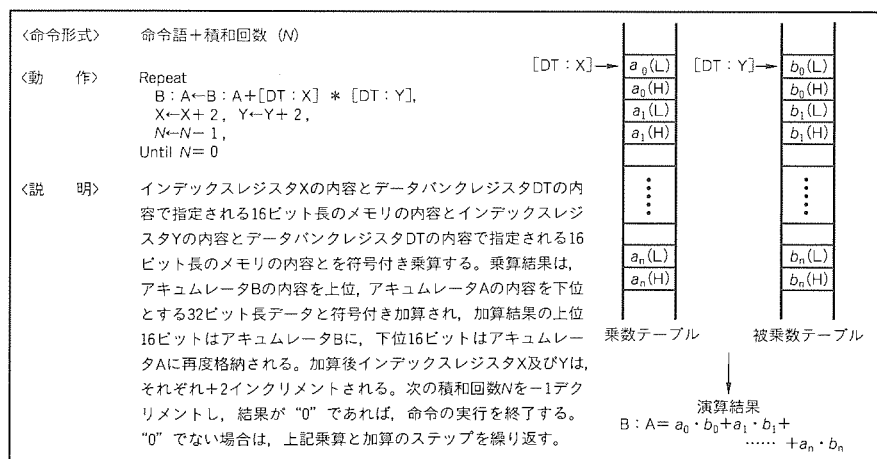 〈命令形式〉 命令語＋積和回数 (N)
〈動　作〉 Repeat
B：A←B：A＋[DT：X] ＊ [DT：Y],
X←X＋2, Y←Y＋2,
N←N－1,
Until N＝0
〈説　明〉 インデックスレジスタXの内容とデータバンクレジスタDTの内
容で指定される16ビット長のメモリの内容とインデックスレジ
スタYの内容とデータバンクレジスタDTの内容で指定される16
ビット長のメモリの内容とを符号付き乗算する。乗算結果は,
アキュムレータBの内容を上位, アキュムレータAの内容を下位
とする32ビット長データと符号付き加算され, 加算結果の上位
16ビットはアキュムレータBに, 下位16ビットはアキュムレー
タAに再度格納される。加算後インデックスレジスタX及びYは,
それぞれ+2インクリメントされる。次の積和回数Nを−1デク
リメントし, 結果が“0”であれば, 命令の実行を終了する。
“0”でない場合は, 上記乗算と加算のステップを繰り返す。
[DT：X]→ a0(L)
a0(H)
a1(L)
a1(H)
an(L)
an(H)
乗数テーブル
[DT：Y]→ b0(L)
b0(H)
b1(L)
b1(H)
bn(L)
bn(H)
被乗数テーブル
演算結果
B：A＝ a0・b0＋a1・b1＋
…… ＋an・bn